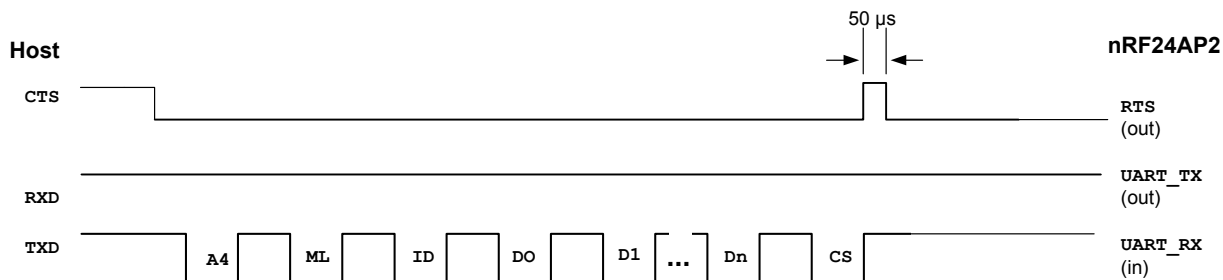 50 µs
Host
nRF24AP2
CTS
RTS
(out)
UART_TX
(out)
RXD
TXD
A4 ML ID DO D1 ... Dn CS
UART_RX
(in)